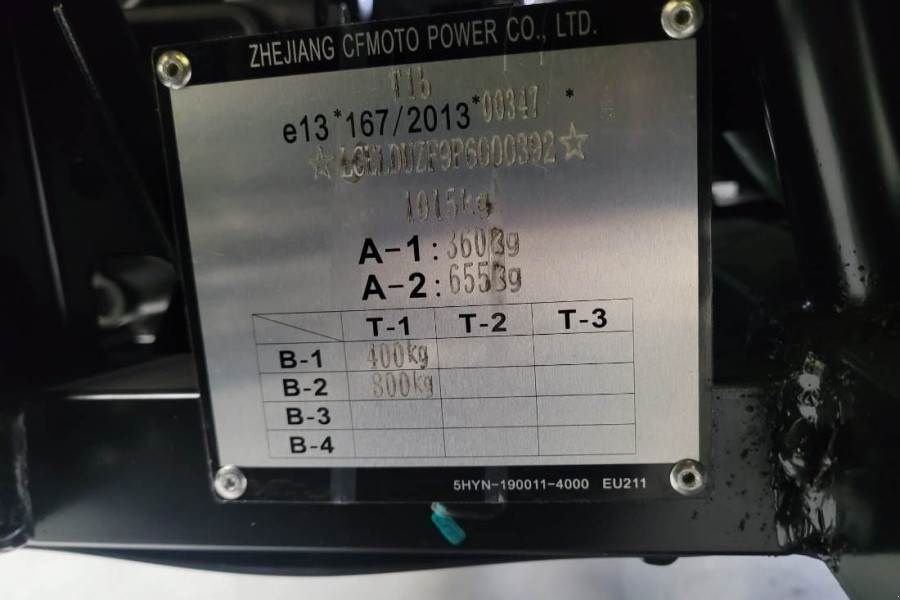 ZHEJIANG CFMOTO POWER CO., LTD.
T1b
e13*167/2013*00347*
1015kg
A-1:360kg
A-2:655kg
T-1 T-2 T-3
B-1 400kg
B-2 800kg
B-3
B-4
5HYN-190011-4000 EU211